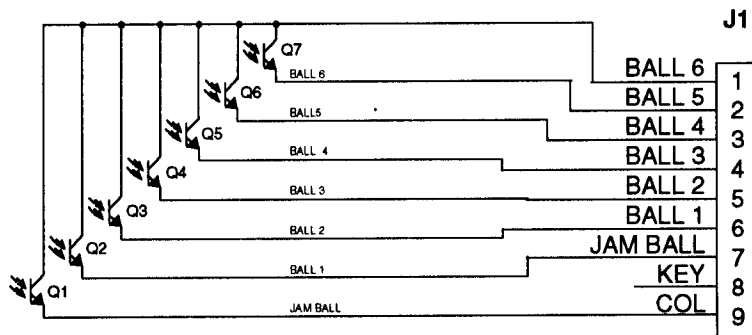 J1
Q7
BALL 6
BALL 6 1
Q6
BALL 5 2
BALL5
BALL 4 3
Q5
BALL 4
BALL 3 4
Q4
BALL 3
BALL 2 5
Q3
BALL 2
BALL 1 6
Q2
BALL 1
JAM BALL 7
KEY 8
Q1
JAM BALL
COL 9